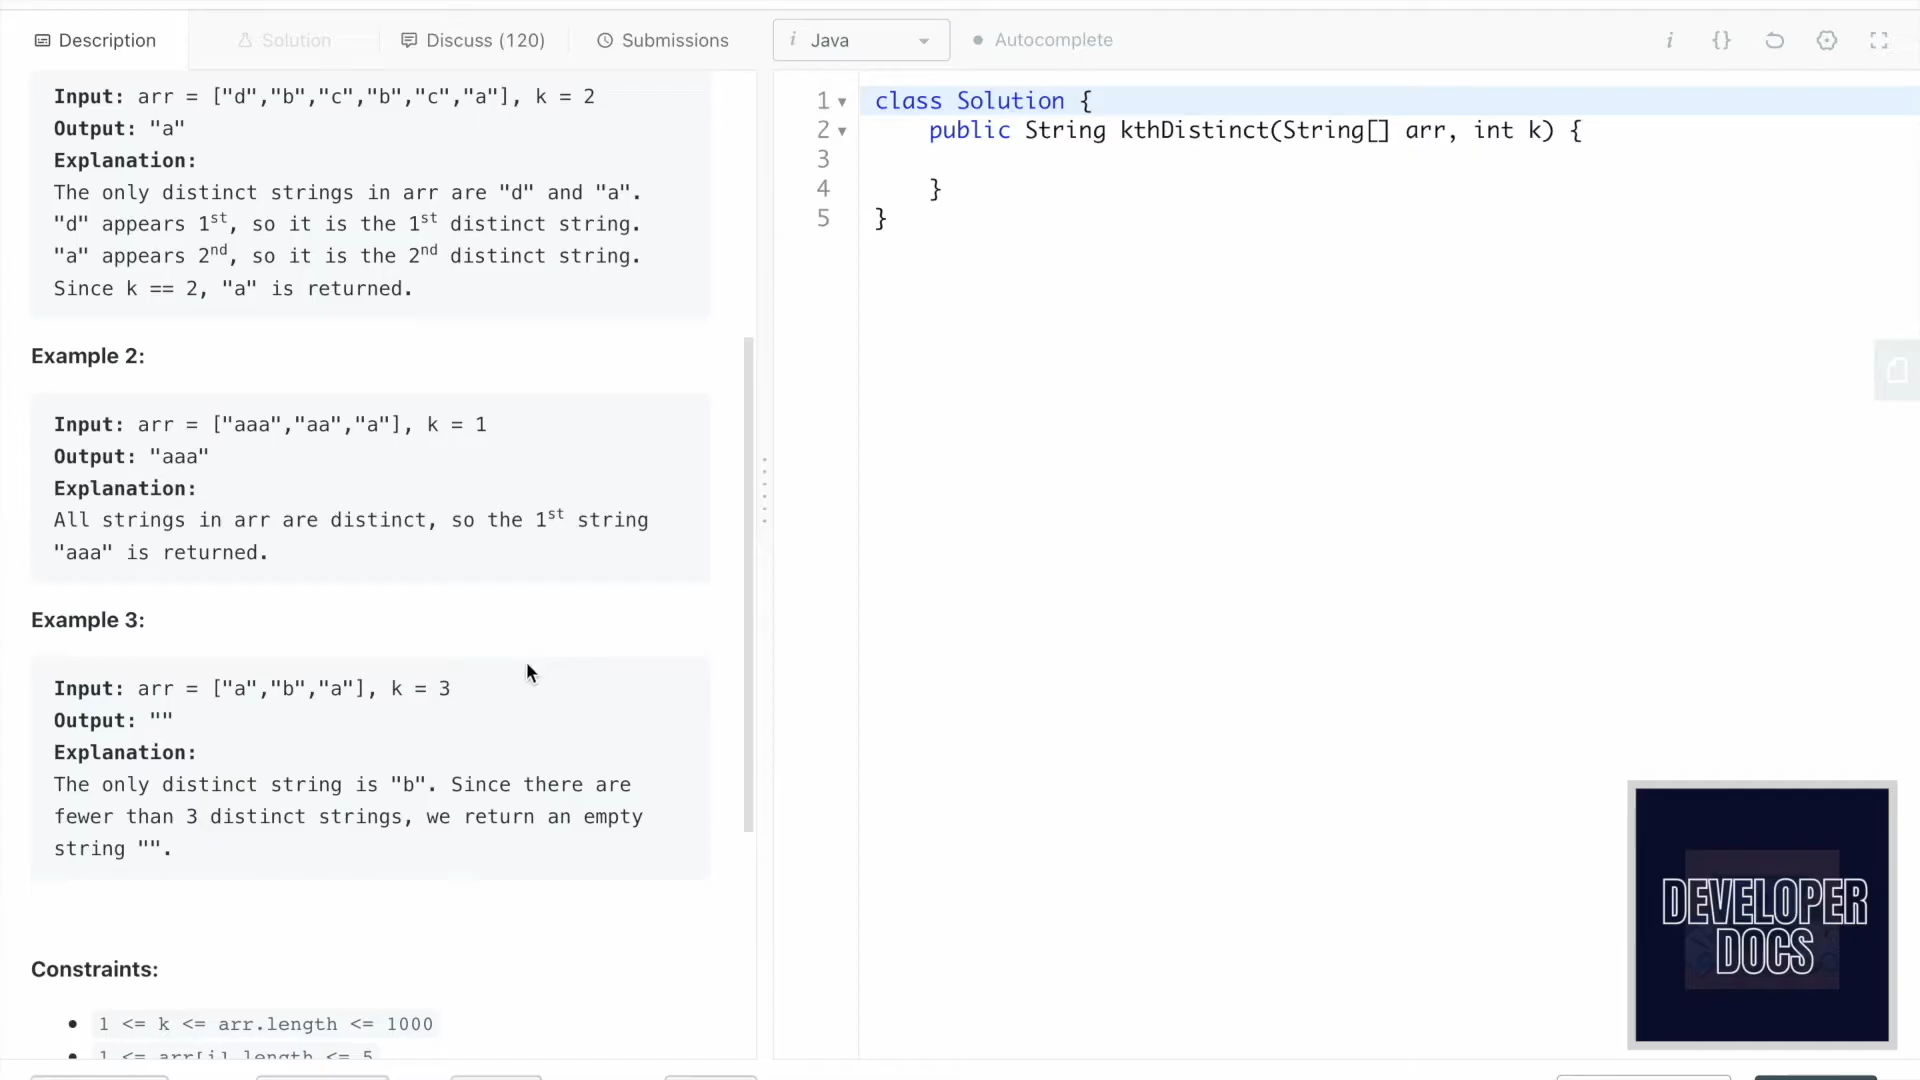 Description
Solution
Discuss (120)
Submissions
i Java
Autocomplete
i {}
Input: arr = ["d","b","c","b","c","a"], k = 2
Output: "a"
Explanation:
The only distinct strings in arr are "d" and "a".
"d" appears 1st, so it is the 1st distinct string.
"a" appears 2nd, so it is the 2nd distinct string.
Since k == 2, "a" is returned.
Example 2:
Input: arr = ["aaa","aa","a"], k = 1
Output: "aaa"
Explanation:
All strings in arr are distinct, so the 1st string
"aaa" is returned.
Example 3:
Input: arr = ["a","b","a"], k = 3
Output: ""
Explanation:
The only distinct string is "b". Since there are
fewer than 3 distinct strings, we return an empty
string "".
Constraints:
1 <= k <= arr.length <= 1000
1 <= arr[i].length <= 5
1 class Solution {
2 public String kthDistinct(String[] arr, int k) {
3
4 }
5 }
DEVELOPER
DOCS